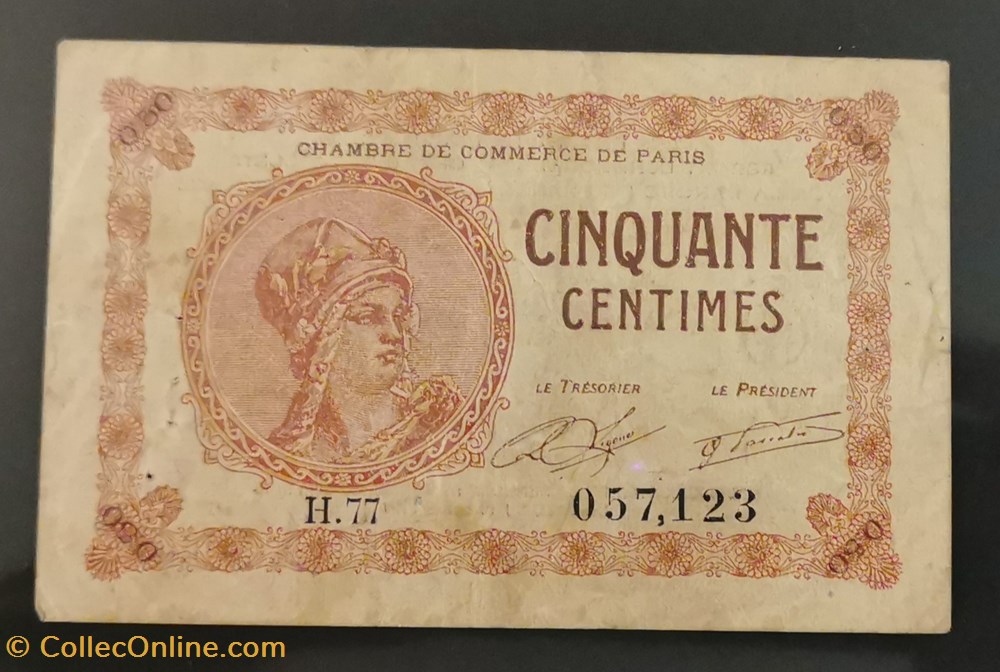 0.50
0.50
CHAMBRE DE COMMERCE DE PARIS
CINQUANTE
CENTIMES
LE TRÉSORIER LE PRÉSIDENT
H.77 057,123
0.50
0.50
© CollecOnline.com